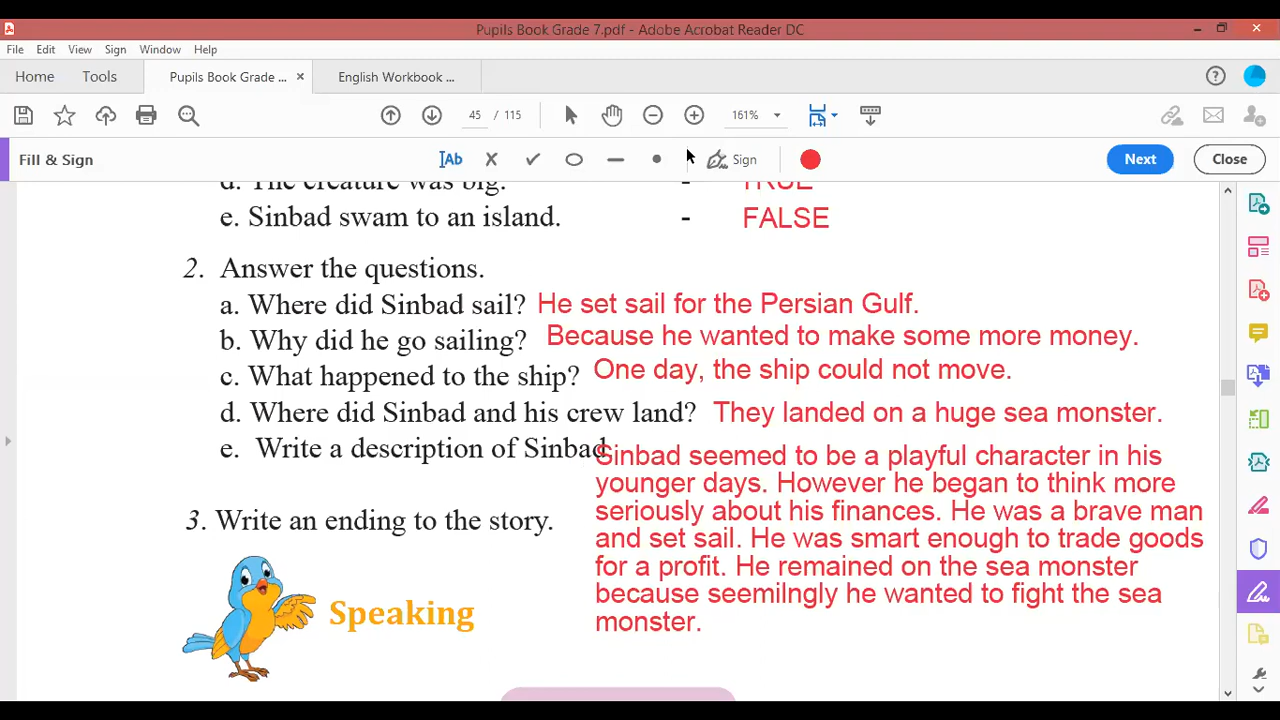 Pupils Book Grade 7.pdf - Adobe Acrobat Reader DC
File Edit View Sign Window Help
Home Tools Pupils Book Grade ... × English Workbook ...
45 / 115 161%
Fill & Sign Ab Sign Next Close
d. The creature was big. - TRUE
e. Sinbad swam to an island. - FALSE
2. Answer the questions.
a. Where did Sinbad sail? He set sail for the Persian Gulf.
b. Why did he go sailing? Because he wanted to make some more money.
c. What happened to the ship? One day, the ship could not move.
d. Where did Sinbad and his crew land? They landed on a huge sea monster.
e. Write a description of Sinbad
Sinbad seemed to be a playful character in his
younger days. However he began to think more
seriously about his finances. He was a brave man
and set sail. He was smart enough to trade goods
for a profit. He remained on the sea monster
because seemilngly he wanted to fight the sea
monster.
3. Write an ending to the story.
Speaking